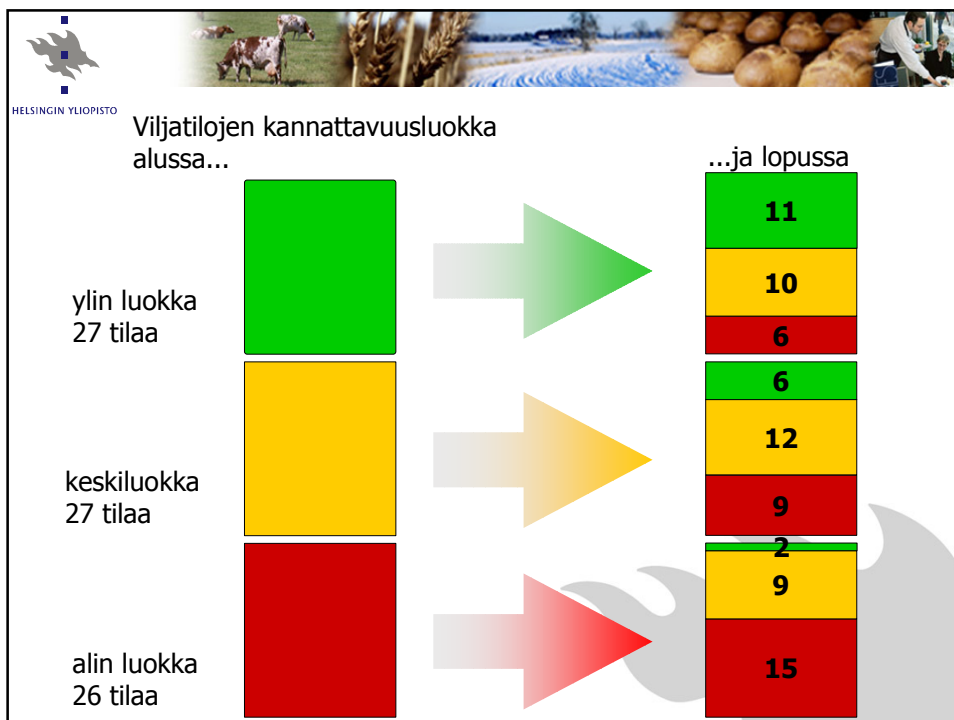 HELSINGIN YLIOPISTO
Viljatilojen kannattavuusluokka
alussa...
...ja lopussa
ylin luokka
27 tilaa
11
10
6
keskiluokka
27 tilaa
6
12
9
alin luokka
26 tilaa
2
9
15